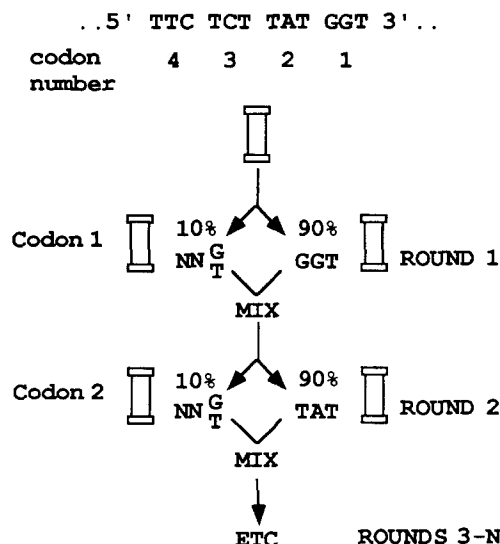 ..5' TTC TCT TAT GGT 3'..
codon number 4 3 2 1
10% 90%
Codon 1 NN G/T GGT ROUND 1
MIX
10% 90%
Codon 2 NN G/T TAT ROUND 2
MIX
ETC ROUNDS 3-N